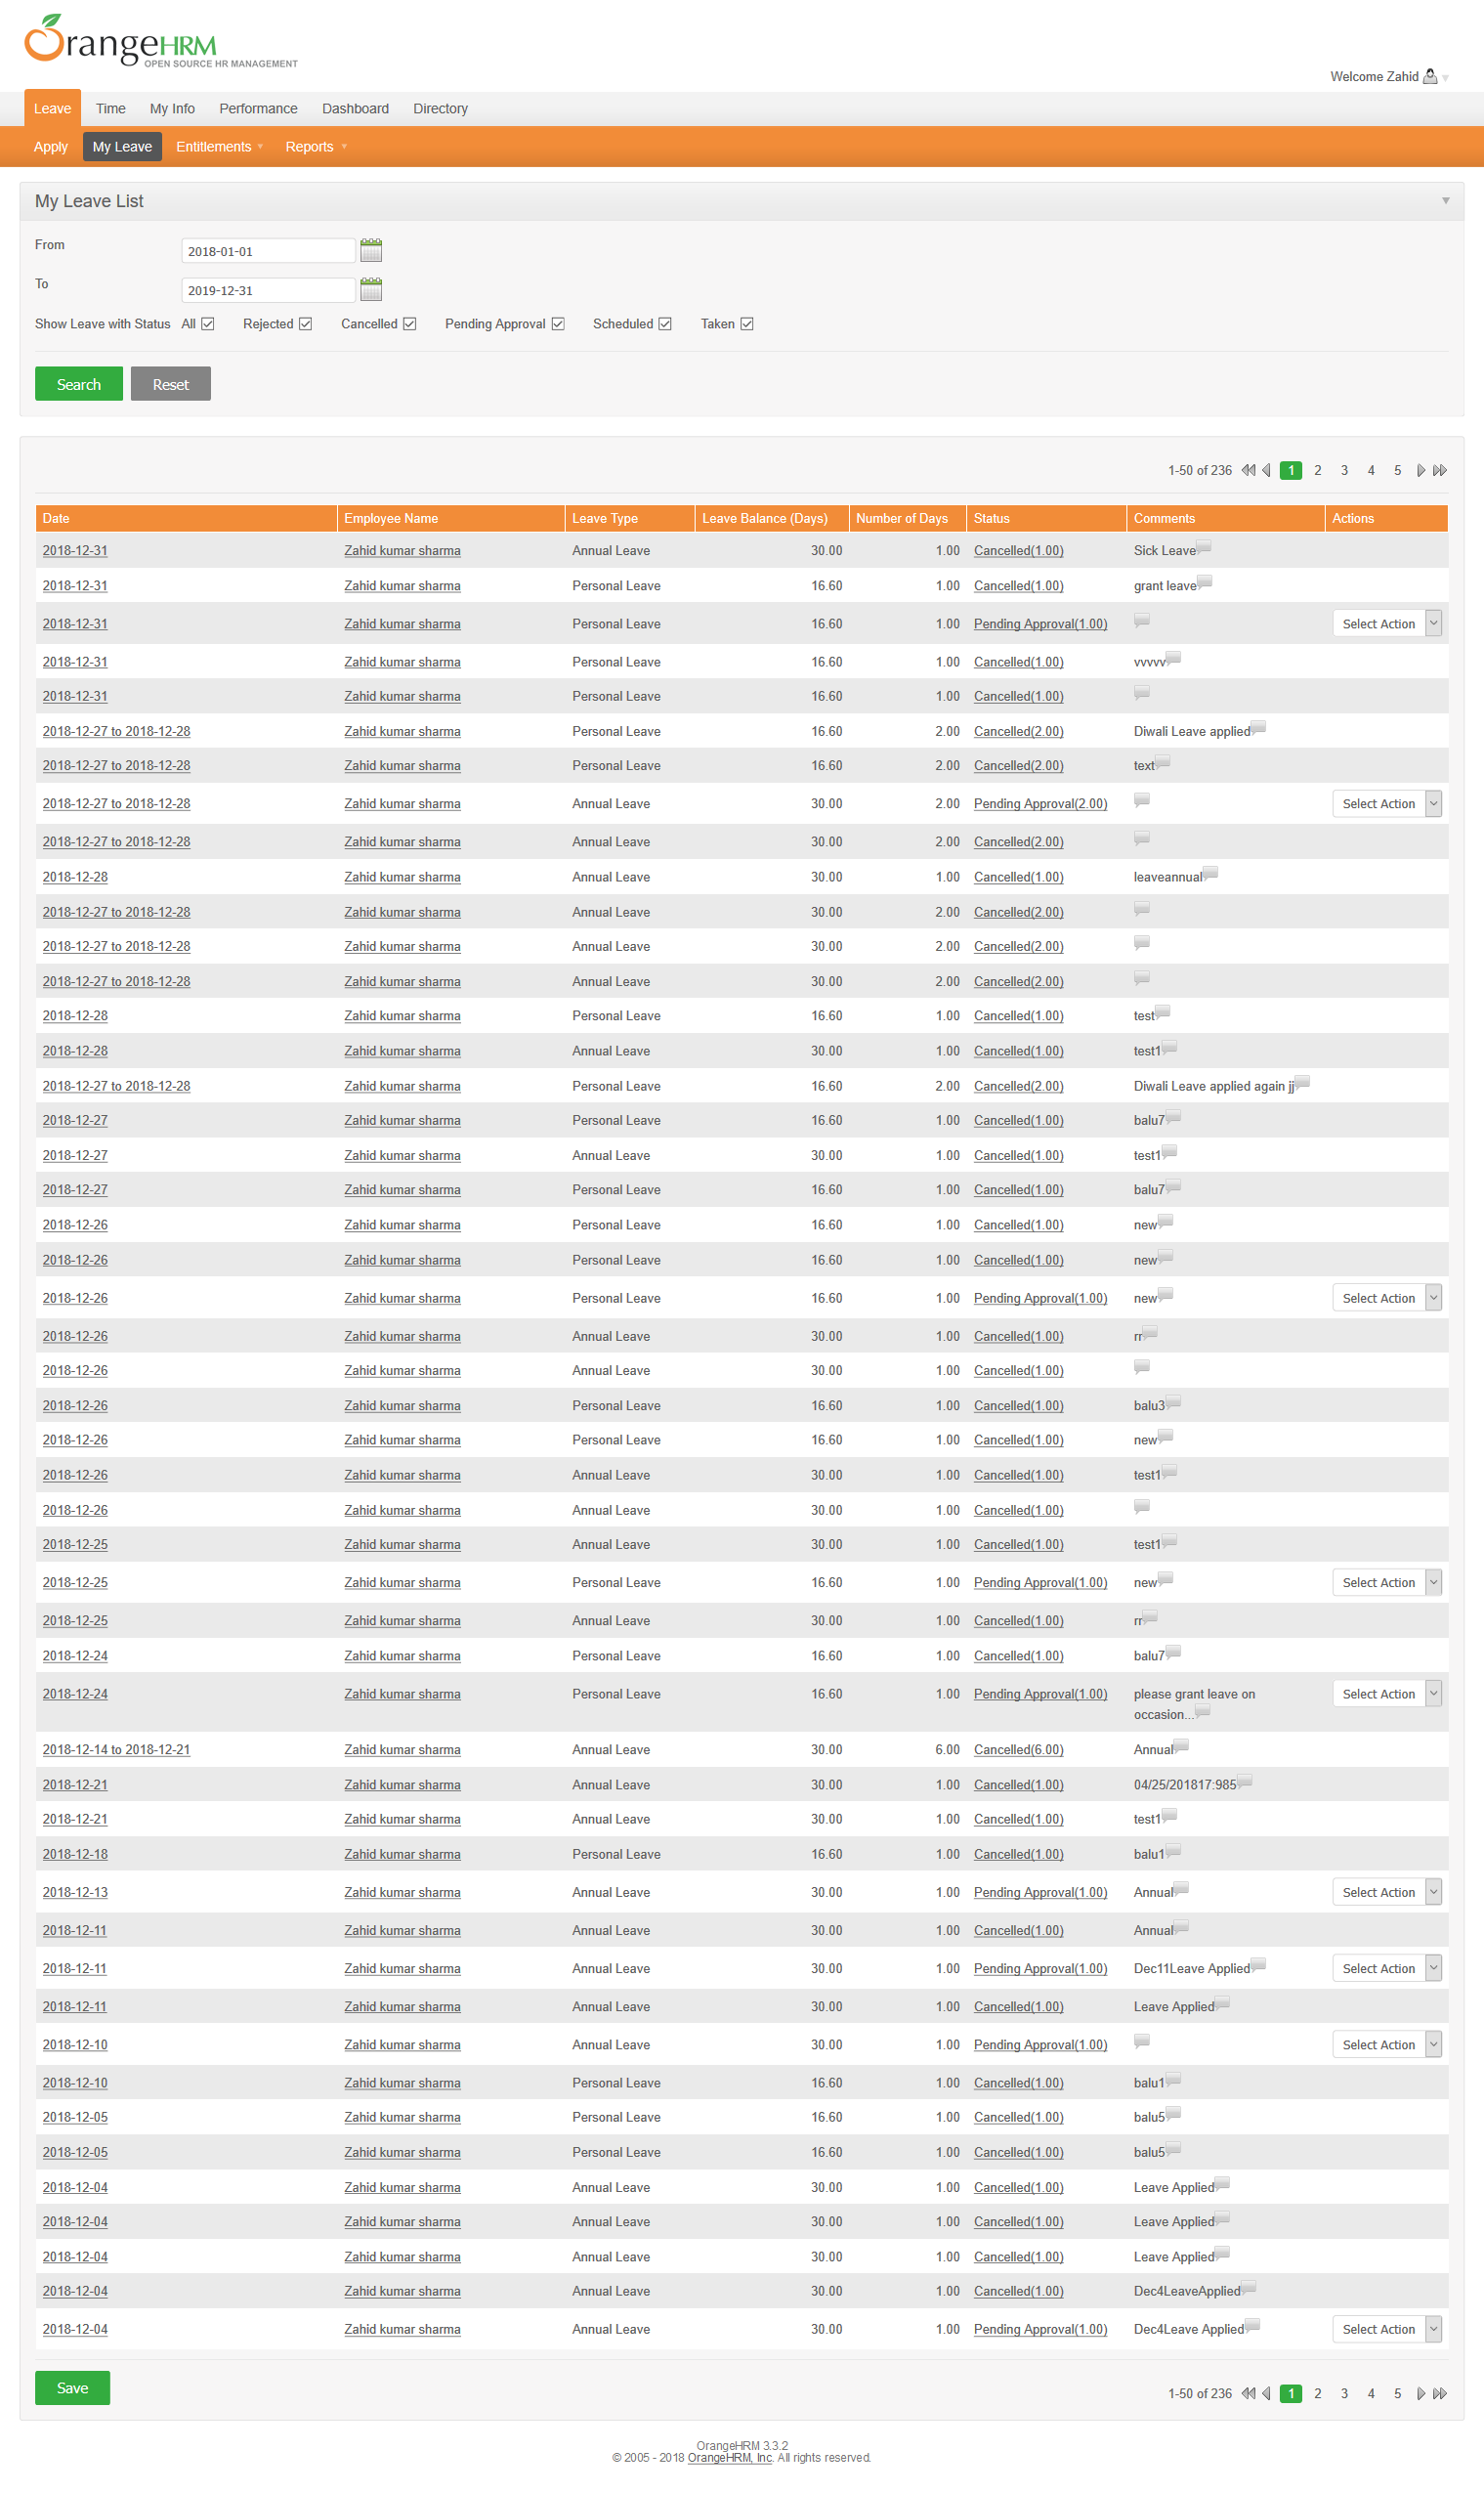 OrangeHRM
OPEN SOURCE HR MANAGEMENT
Welcome Zahid
Leave Time My Info Performance Dashboard Directory
Apply My Leave Entitlements Reports
My Leave List
From 2018-01-01
To 2019-12-31
Show Leave with Status All Rejected Cancelled Pending Approval Scheduled Taken
Search Reset
1-50 of 236 1 2 3 4 5
Date Employee Name Leave Type Leave Balance (Days) Number of Days Status Comments Actions
2018-12-31 Zahid kumar sharma Annual Leave 30.00 1.00 Cancelled(1.00) Sick Leave
2018-12-31 Zahid kumar sharma Personal Leave 16.60 1.00 Cancelled(1.00) grant leave
2018-12-31 Zahid kumar sharma Personal Leave 16.60 1.00 Pending Approval(1.00) Select Action
2018-12-31 Zahid kumar sharma Personal Leave 16.60 1.00 Cancelled(1.00) vvvvv
2018-12-31 Zahid kumar sharma Personal Leave 16.60 1.00 Cancelled(1.00)
2018-12-27 to 2018-12-28 Zahid kumar sharma Personal Leave 16.60 2.00 Cancelled(2.00) Diwali Leave applied
2018-12-27 to 2018-12-28 Zahid kumar sharma Personal Leave 16.60 2.00 Cancelled(2.00) text
2018-12-27 to 2018-12-28 Zahid kumar sharma Annual Leave 30.00 2.00 Pending Approval(2.00) Select Action
2018-12-27 to 2018-12-28 Zahid kumar sharma Annual Leave 30.00 2.00 Cancelled(2.00)
2018-12-28 Zahid kumar sharma Annual Leave 30.00 1.00 Cancelled(1.00) leaveannual
2018-12-27 to 2018-12-28 Zahid kumar sharma Annual Leave 30.00 2.00 Cancelled(2.00)
2018-12-27 to 2018-12-28 Zahid kumar sharma Annual Leave 30.00 2.00 Cancelled(2.00)
2018-12-27 to 2018-12-28 Zahid kumar sharma Annual Leave 30.00 2.00 Cancelled(2.00)
2018-12-28 Zahid kumar sharma Personal Leave 16.60 1.00 Cancelled(1.00) test
2018-12-28 Zahid kumar sharma Annual Leave 30.00 1.00 Cancelled(1.00) test1
2018-12-27 to 2018-12-28 Zahid kumar sharma Personal Leave 16.60 2.00 Cancelled(2.00) Diwali Leave applied again jj
2018-12-27 Zahid kumar sharma Personal Leave 16.60 1.00 Cancelled(1.00) balu7
2018-12-27 Zahid kumar sharma Annual Leave 30.00 1.00 Cancelled(1.00) test1
2018-12-27 Zahid kumar sharma Personal Leave 16.60 1.00 Cancelled(1.00) balu7
2018-12-26 Zahid kumar sharma Personal Leave 16.60 1.00 Cancelled(1.00) new
2018-12-26 Zahid kumar sharma Personal Leave 16.60 1.00 Cancelled(1.00) new
2018-12-26 Zahid kumar sharma Personal Leave 16.60 1.00 Pending Approval(1.00) new Select Action
2018-12-26 Zahid kumar sharma Annual Leave 30.00 1.00 Cancelled(1.00) rr
2018-12-26 Zahid kumar sharma Annual Leave 30.00 1.00 Cancelled(1.00)
2018-12-26 Zahid kumar sharma Personal Leave 16.60 1.00 Cancelled(1.00) balu3
2018-12-26 Zahid kumar sharma Personal Leave 16.60 1.00 Cancelled(1.00) new
2018-12-26 Zahid kumar sharma Annual Leave 30.00 1.00 Cancelled(1.00) test1
2018-12-26 Zahid kumar sharma Annual Leave 30.00 1.00 Cancelled(1.00)
2018-12-25 Zahid kumar sharma Annual Leave 30.00 1.00 Cancelled(1.00) test1
2018-12-25 Zahid kumar sharma Personal Leave 16.60 1.00 Pending Approval(1.00) new Select Action
2018-12-25 Zahid kumar sharma Annual Leave 30.00 1.00 Cancelled(1.00) rr
2018-12-24 Zahid kumar sharma Personal Leave 16.60 1.00 Cancelled(1.00) balu7
2018-12-24 Zahid kumar sharma Personal Leave 16.60 1.00 Pending Approval(1.00) please grant leave on Select Action
occasion...
2018-12-14 to 2018-12-21 Zahid kumar sharma Annual Leave 30.00 6.00 Cancelled(6.00) Annual
2018-12-21 Zahid kumar sharma Annual Leave 30.00 1.00 Cancelled(1.00) 04/25/201817:985
2018-12-21 Zahid kumar sharma Annual Leave 30.00 1.00 Cancelled(1.00) test1
2018-12-18 Zahid kumar sharma Personal Leave 16.60 1.00 Cancelled(1.00) balu1
2018-12-13 Zahid kumar sharma Annual Leave 30.00 1.00 Pending Approval(1.00) Annual Select Action
2018-12-11 Zahid kumar sharma Annual Leave 30.00 1.00 Cancelled(1.00) Annual
2018-12-11 Zahid kumar sharma Annual Leave 30.00 1.00 Pending Approval(1.00) Dec11Leave Applied Select Action
2018-12-11 Zahid kumar sharma Annual Leave 30.00 1.00 Cancelled(1.00) Leave Applied
2018-12-10 Zahid kumar sharma Annual Leave 30.00 1.00 Pending Approval(1.00) Select Action
2018-12-10 Zahid kumar sharma Personal Leave 16.60 1.00 Cancelled(1.00) balu1
2018-12-05 Zahid kumar sharma Personal Leave 16.60 1.00 Cancelled(1.00) balu5
2018-12-05 Zahid kumar sharma Personal Leave 16.60 1.00 Cancelled(1.00) balu5
2018-12-04 Zahid kumar sharma Annual Leave 30.00 1.00 Cancelled(1.00) Leave Applied
2018-12-04 Zahid kumar sharma Annual Leave 30.00 1.00 Cancelled(1.00) Leave Applied
2018-12-04 Zahid kumar sharma Annual Leave 30.00 1.00 Cancelled(1.00) Leave Applied
2018-12-04 Zahid kumar sharma Annual Leave 30.00 1.00 Cancelled(1.00) Dec4LeaveApplied
2018-12-04 Zahid kumar sharma Annual Leave 30.00 1.00 Pending Approval(1.00) Dec4Leave Applied Select Action
Save 1-50 of 236 1 2 3 4 5
OrangeHRM 3.3.2
© 2005 - 2018 OrangeHRM, Inc. All rights reserved.